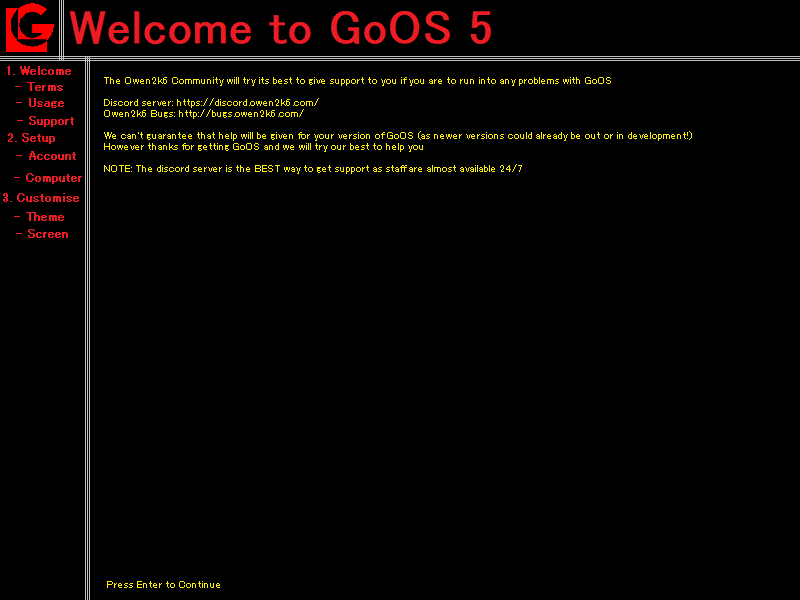 Welcome to GoOS 5
1. Welcome
- Terms
- Usage
- Support
2. Setup
- Account
- Computer
3. Customise
- Theme
- Screen
The Owen2k6 Community will try its best to give support to you if you are to run into any problems with GoOS
Discord server: https://discord.owen2k6.com/
Owen2k6 Bugs: http://bugs.owen2k6.com/
We can't guarantee that help will be given for your version of GoOS (as newer versions could already be out or in development!)
However thanks for getting GoOS and we will try our best to help you
NOTE: The discord server is the BEST way to get support as staff are almost available 24/7
Press Enter to Continue